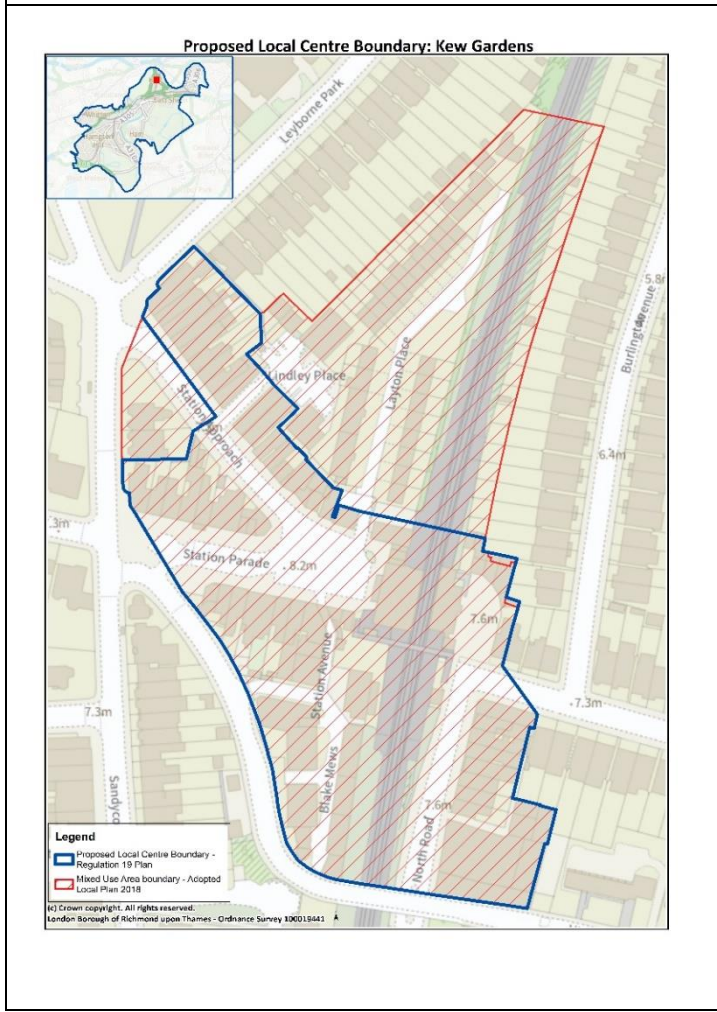 Proposed Local Centre Boundary: Kew Gardens
Leyborne Park
5.8
Burlington Avenue
Lindley Place
Layton Place
Station Approach
6.4m
3m
Station Parade
8.2m
7.6m
Station Avenue
7.3m
7.3m
Blake Mews
Sandyco
7.6m
North Road
Legend
Proposed Local Centre Boundary -
Regulation 19 Plan
Mixed Use Area boundary - Adopted
Local Plan 2018
(c) Crown copyright. All rights reserved.
London Borough of Richmond upon Thames - Ordnance Survey 100019441